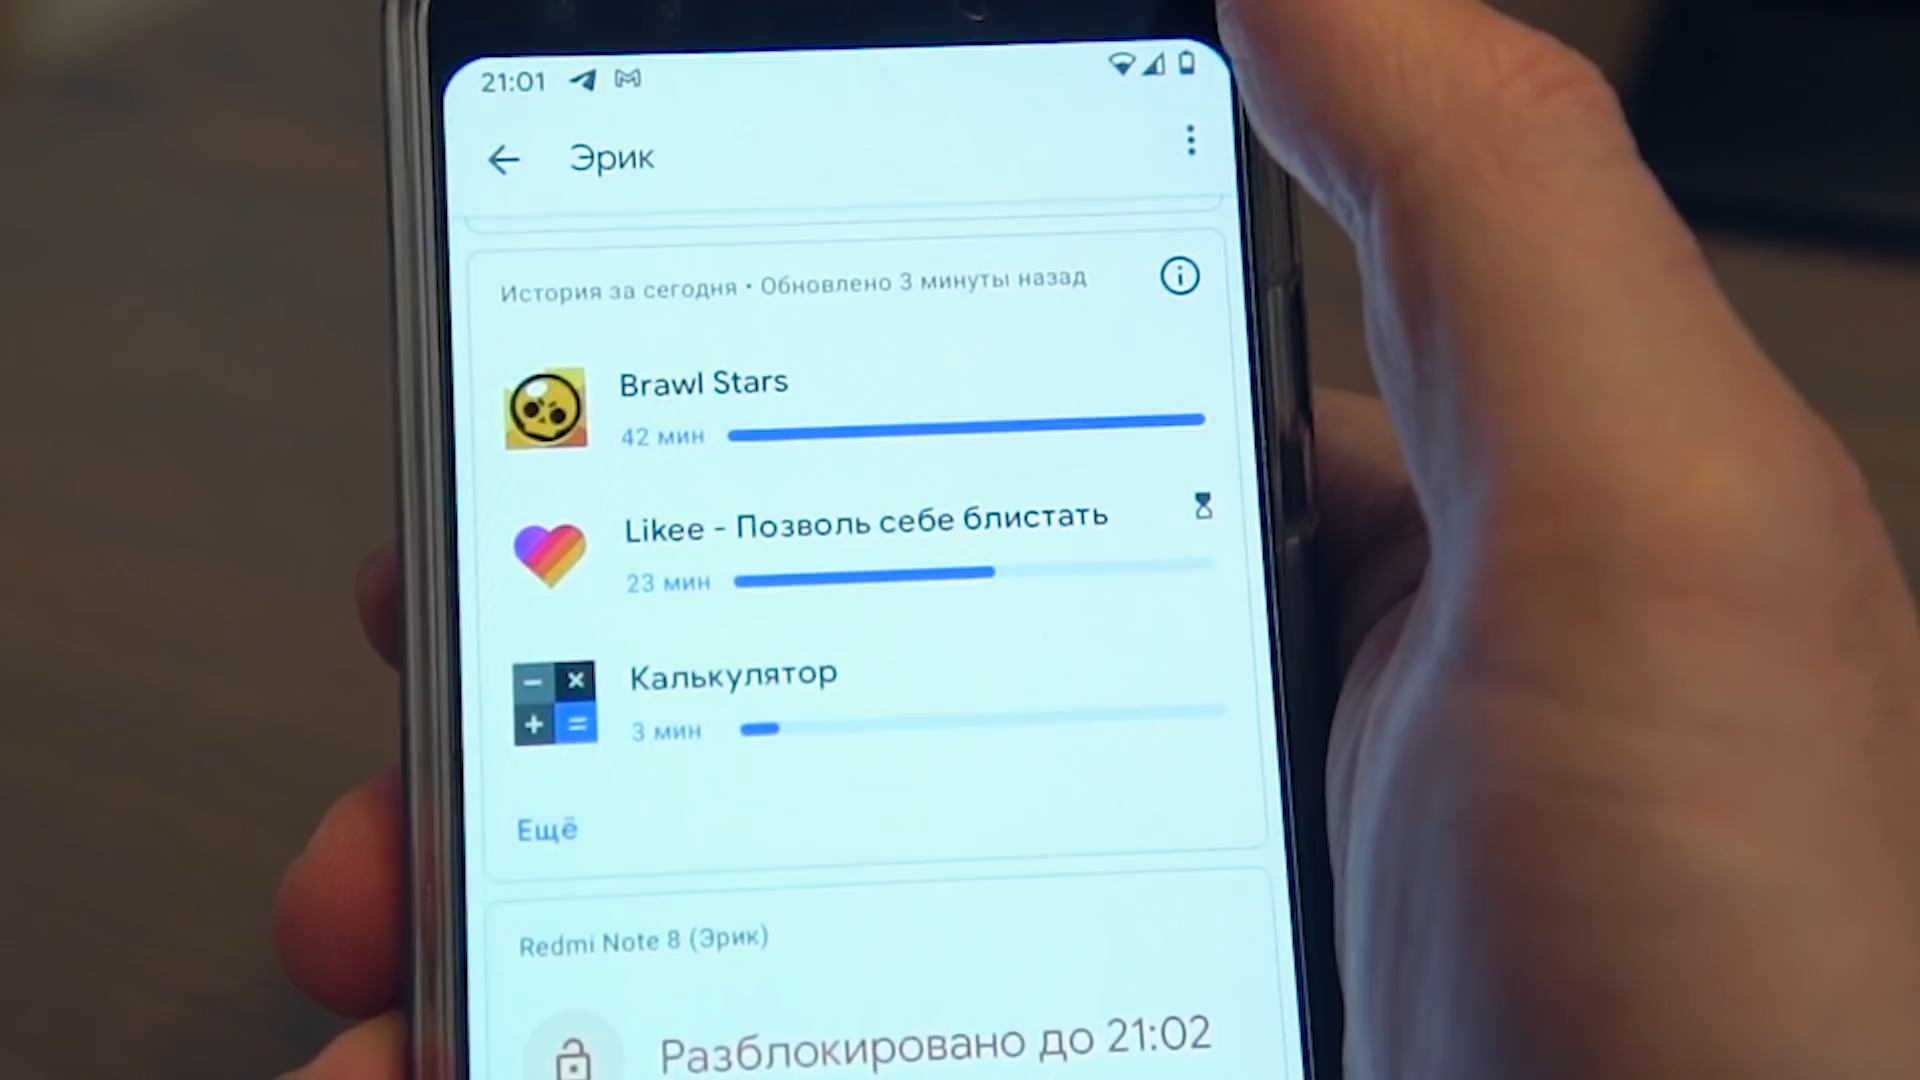 21:01
Эрик
История за сегодня • Обновлено 3 минуты назад
Brawl Stars
42 мин
Likee - Позволь себе блистать
23 мин
Калькулятор
3 мин
Ещё
Redmi Note 8 (Эрик)
Разблокировано до 21:02